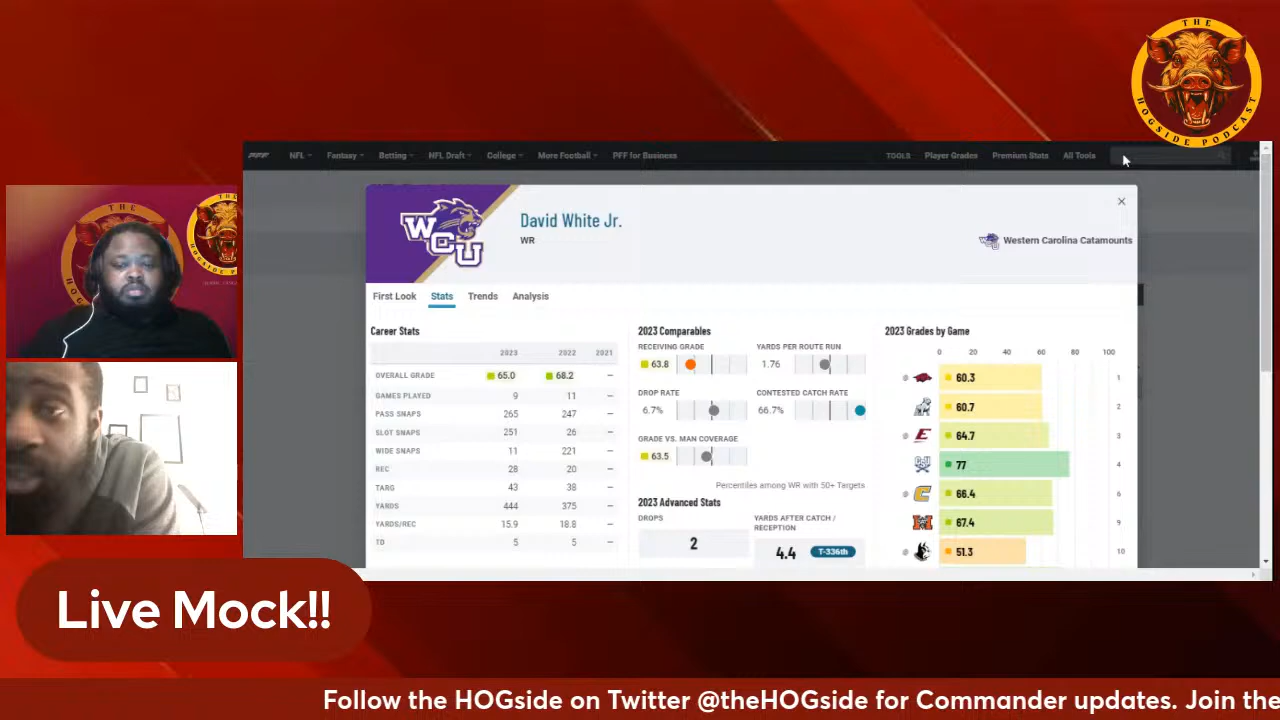 THE
HOGSIDE PODCAST
PFF NFL Fantasy Betting NFL Draft College More Football PFF for Business TOOLS Player Grades Premium Stats All Tools
WCU
David White Jr.
WR
Western Carolina Catamounts
First Look Stats Trends Analysis
Career Stats
2023 2022 2021
OVERALL GRADE 65.0 68.2 –
GAMES PLAYED 9 11 –
PASS SNAPS 265 247 –
SLOT SNAPS 251 26 –
WIDE SNAPS 11 221 –
REC 28 20 –
TARG 43 38 –
YARDS 444 375 –
YARDS/REC 15.9 18.8 –
TD 5 5 –
2023 Comparables
RECEIVING GRADE YARDS PER ROUTE RUN
63.8 1.76
DROP RATE CONTESTED CATCH RATE
6.7% 66.7%
GRADE VS. MAN COVERAGE
63.5
Percentiles among WR with 50+ Targets
2023 Advanced Stats
DROPS YARDS AFTER CATCH /
RECEPTION
2 4.4 T-336th
2023 Grades by Game
0 20 40 60 80 100
@ 60.3 1
60.7 2
@ 64.7 3
77 4
@ 66.4 6
67.4 9
@ 51.3 10
THE
THE
Live Mock!!
Follow the HOGside on Twitter @theHOGside for Commander updates. Join the